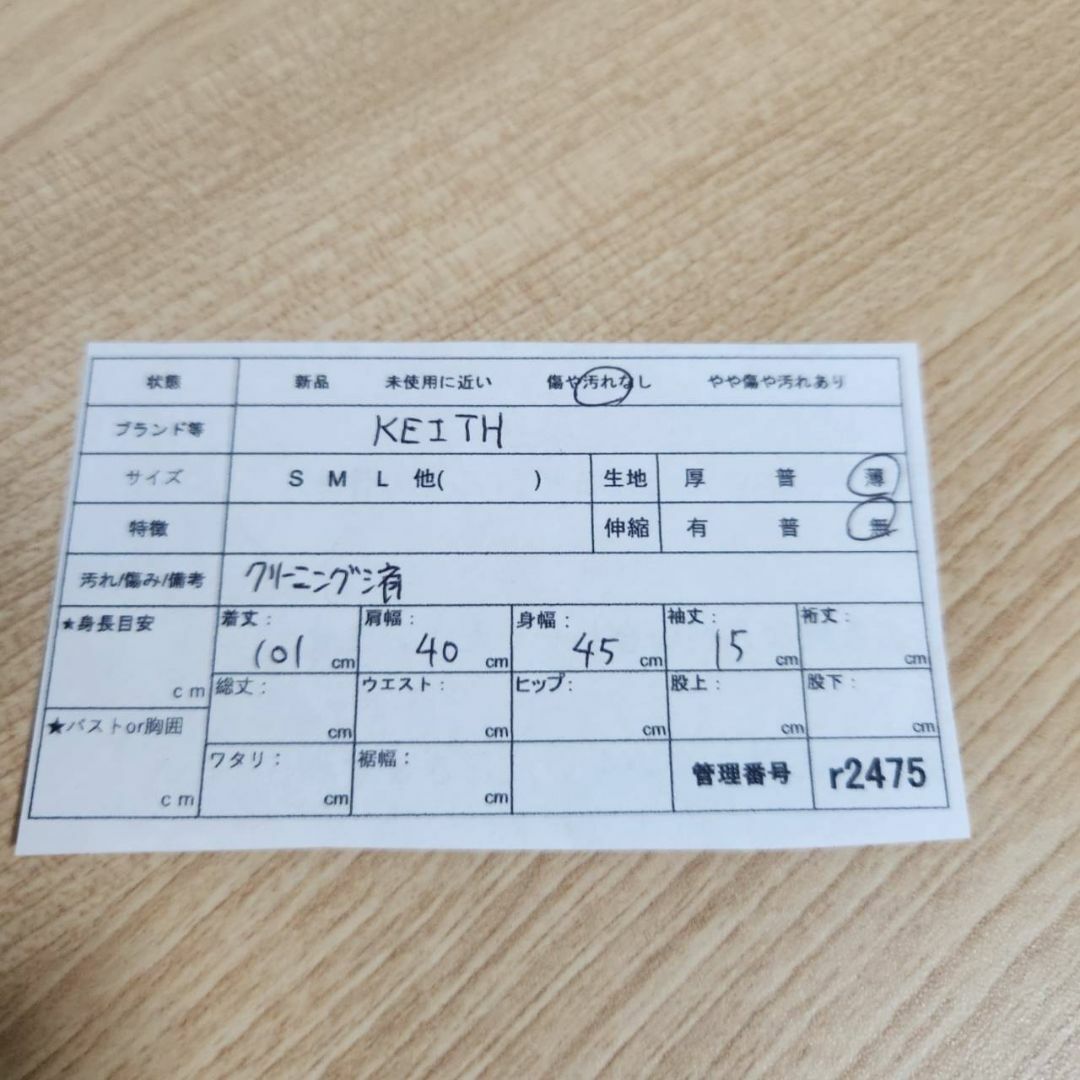 状態 新品 未使用に近い 傷や汚れなし やや傷や汚れあり
ブランド等 KEITH
サイズ S M L 他( ) 生地 厚 普 薄
特徴 伸縮 有 普 無
汚れ/傷み/備考 クリーニング済
★身長目安 cm 着丈: 101 cm 肩幅: 40 cm 身幅: 45 cm 袖丈: 15 cm 裄丈: cm
総丈: cm ウエスト: cm ヒップ: cm 股上: cm 股下: cm
★バストor胸囲 cm ワタリ: cm 裾幅: cm 管理番号 r2475